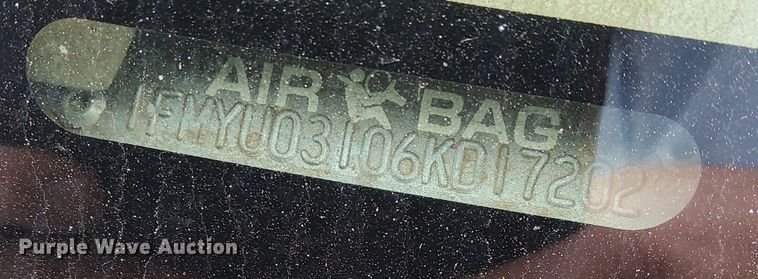 AIR BAG
1FMYU03106KD17202
Purple Wave Auction